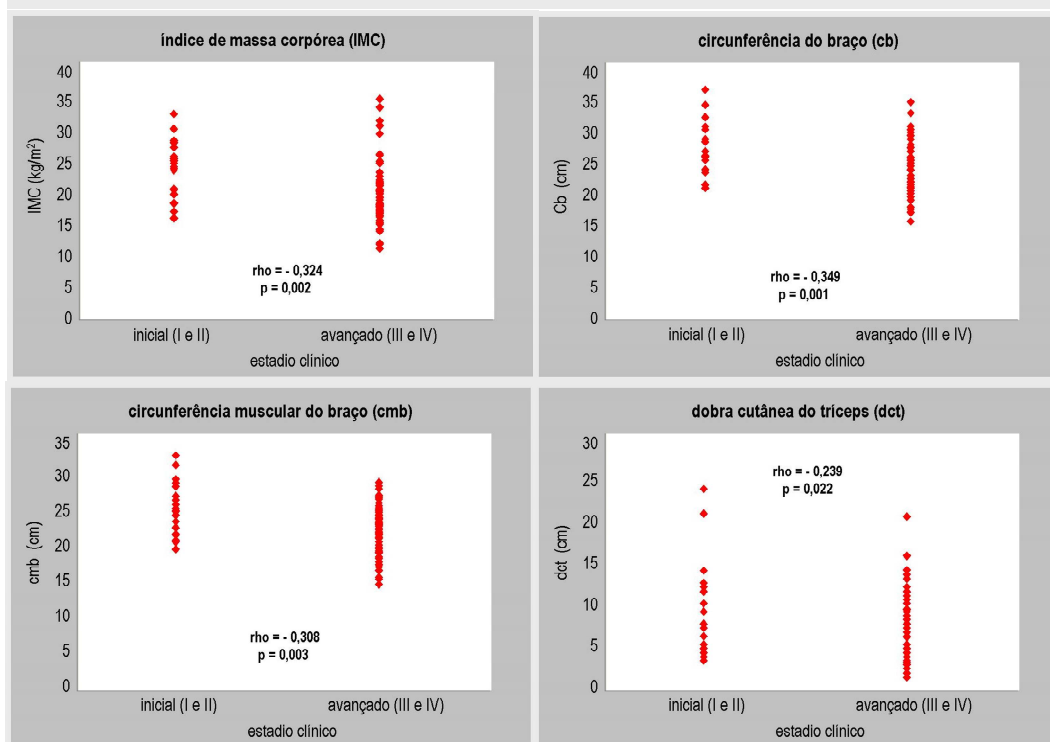 índice de massa corpórea (IMC)
40
35
30
25
20
15
10
5
0
IMC (kg/m²)
rho = - 0,324
p = 0,002
inicial (I e II)
avançado (III e IV)
estadio clínico
circunferência do braço (cb)
40
35
30
25
20
15
10
5
0
Cb (cm)
rho = - 0,349
p = 0,001
inicial (I e II)
avançado (III e IV)
estadio clínico
circunferência muscular do braço (cmb)
35
30
25
20
15
10
5
0
cmb (cm)
rho = - 0,308
p = 0,003
inicial (I e II)
avançado (III e IV)
estadio clínico
dobra cutânea do tríceps (dct)
30
25
20
15
10
5
0
dct (cm)
rho = - 0,239
p = 0,022
inicial (I e II)
avançado (III e IV)
estadio clínico